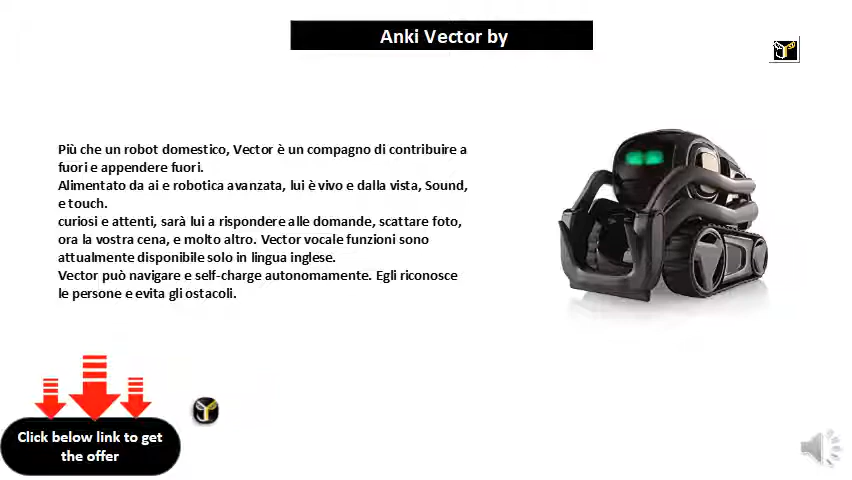 Anki Vector by
Più che un robot domestico, Vector è un compagno di contribuire a
fuori e appendere fuori.
Alimentato da ai e robotica avanzata, lui è vivo e dalla vista, Sound,
e touch.
curiosi e attenti, sarà lui a rispondere alle domande, scattare foto,
ora la vostra cena, e molto altro. Vector vocale funzioni sono
attualmente disponibile solo in lingua inglese.
Vector può navigare e self-charge autonomamente. Egli riconosce
le persone e evita gli ostacoli.
Click below link to get
the offer